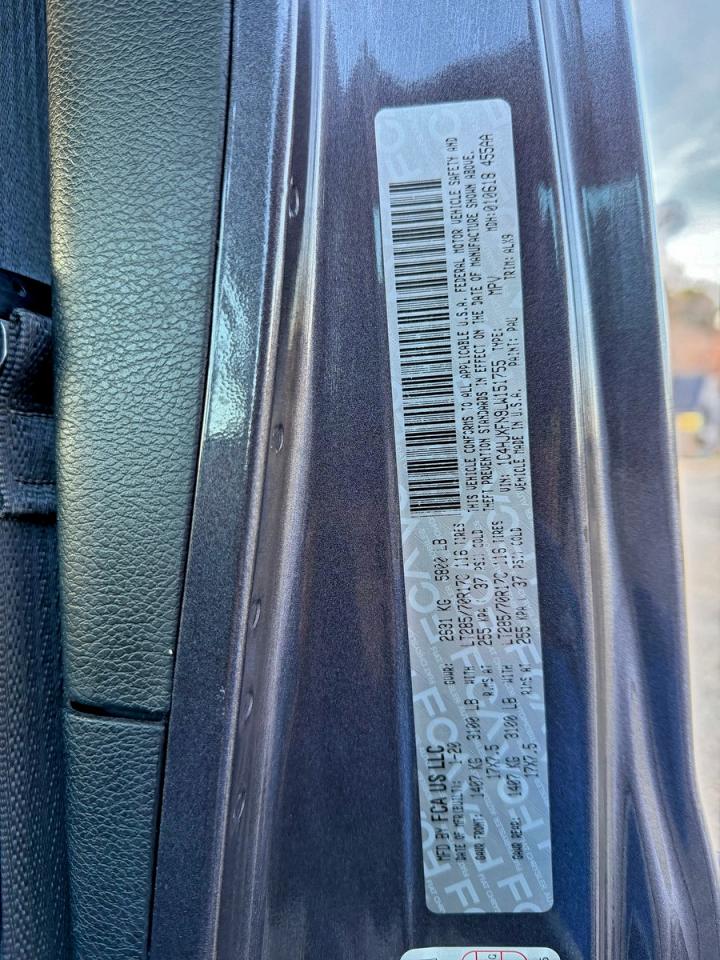 MFD BY FCA US LLC
DATE OF MFR: 1-20
GVWR: 2631 KG 5800 LB
GAWR FRONT: 1407 KG 3100 LB WITH LT285/70R17C 116 TIRES
17X7.5 RIMS AT 255 KPA 37 PSI COLD
GAWR REAR: 1407 KG 3100 LB WITH LT285/70R17C 116 TIRES
17X7.5 RIMS AT 255 KPA 37 PSI COLD
THIS VEHICLE CONFORMS TO ALL APPLICABLE U.S.A. FEDERAL MOTOR VEHICLE SAFETY AND
THEFT PREVENTION STANDARDS IN EFFECT ON THE DATE OF MANUFACTURE SHOWN ABOVE.
VIN: 1C4HJXFN9LW151755 TYPE: MPV MDH: 010618 455AA
VEHICLE MADE IN U.S.A. PAINT: PAU TRIM: ALX9